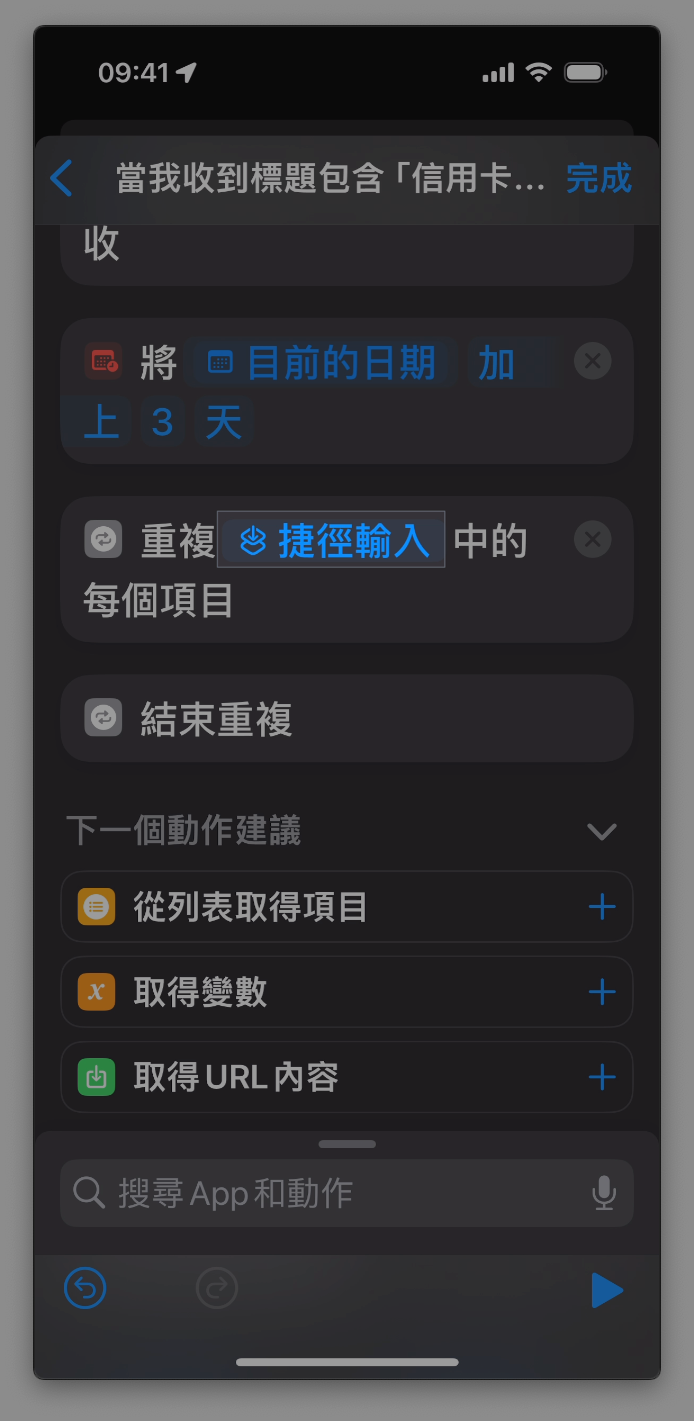 09:41
當我收到標題包含「信用卡... 完成
收
將 目前的日期 加
上 3 天
重複 捷徑輸入 中的
每個項目
結束重複
下一個動作建議
從列表取得項目
取得變數
取得 URL 內容
搜尋 App 和動作